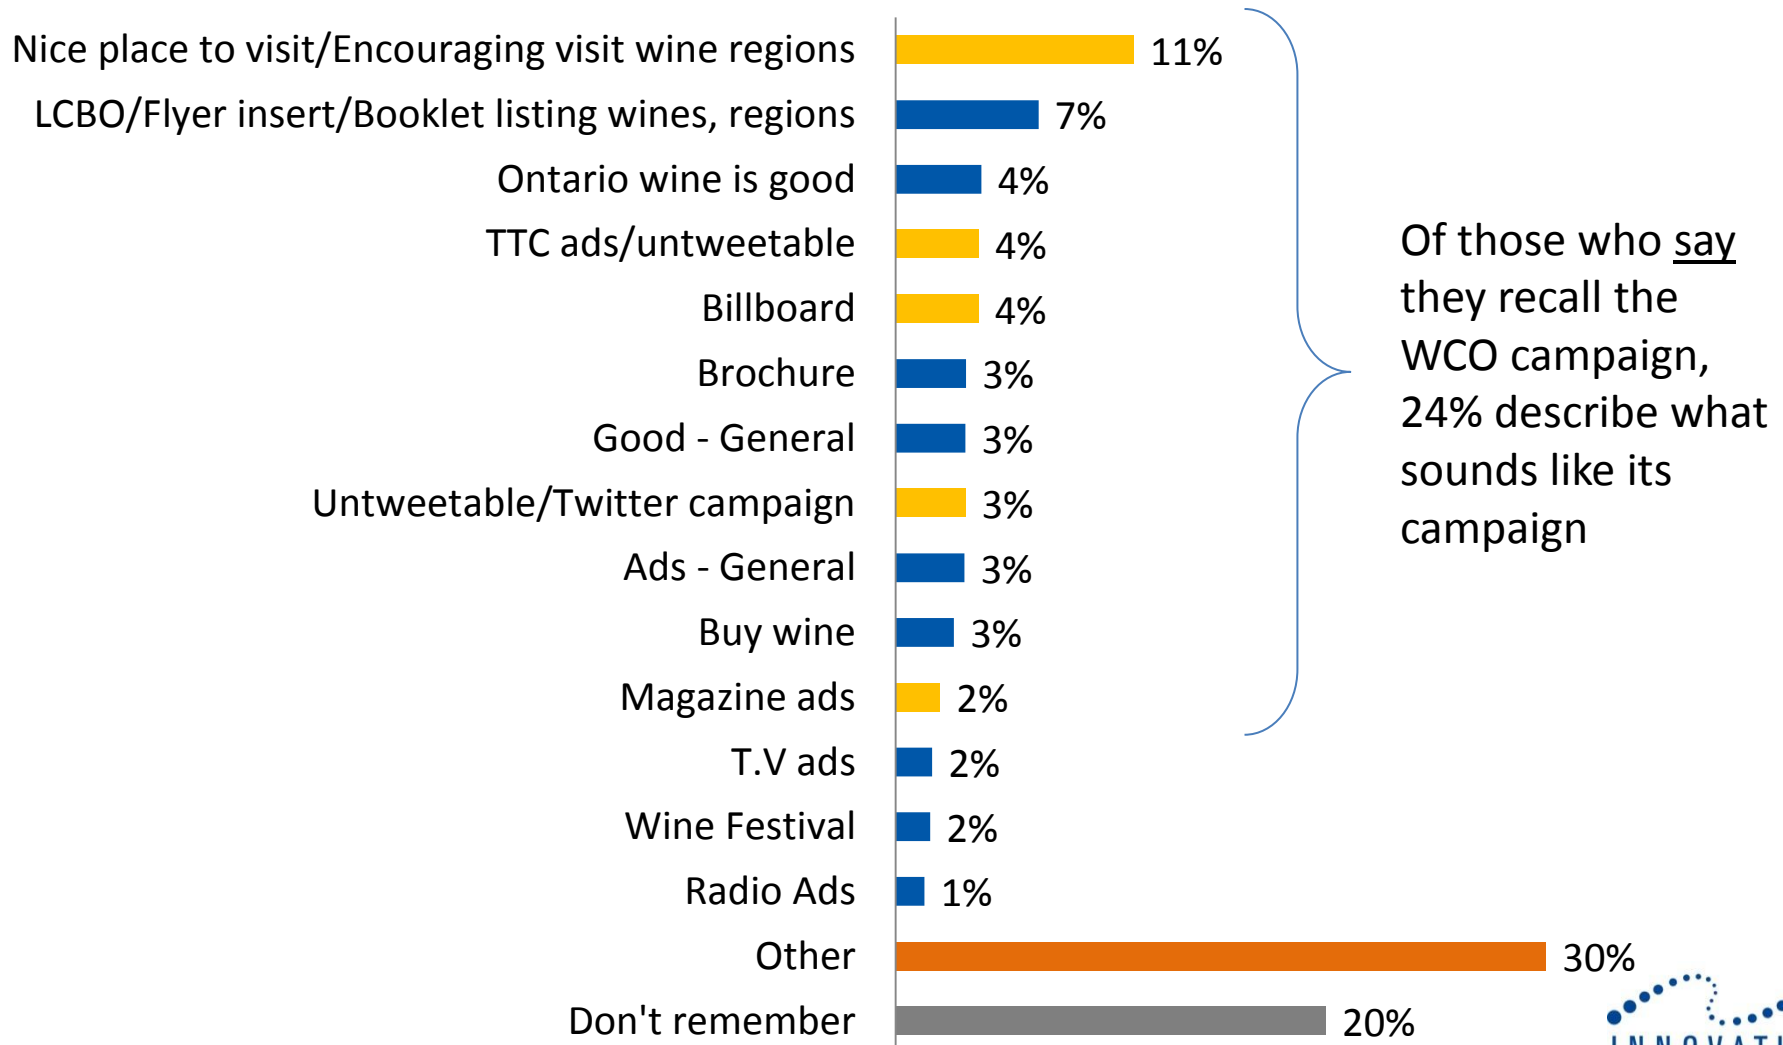 Nice place to visit/Encouraging visit wine regions 11%
LCBO/Flyer insert/Booklet listing wines, regions 7%
Ontario wine is good 4%
TTC ads/untweetable 4%
Billboard 4%
Brochure 3%
Good - General 3%
Untweetable/Twitter campaign 3%
Ads - General 3%
Buy wine 3%
Magazine ads 2%
T.V ads 2%
Wine Festival 2%
Radio Ads 1%
Other 30%
Don't remember 20%
Of those who say
they recall the
WCO campaign,
24% describe what
sounds like its
campaign